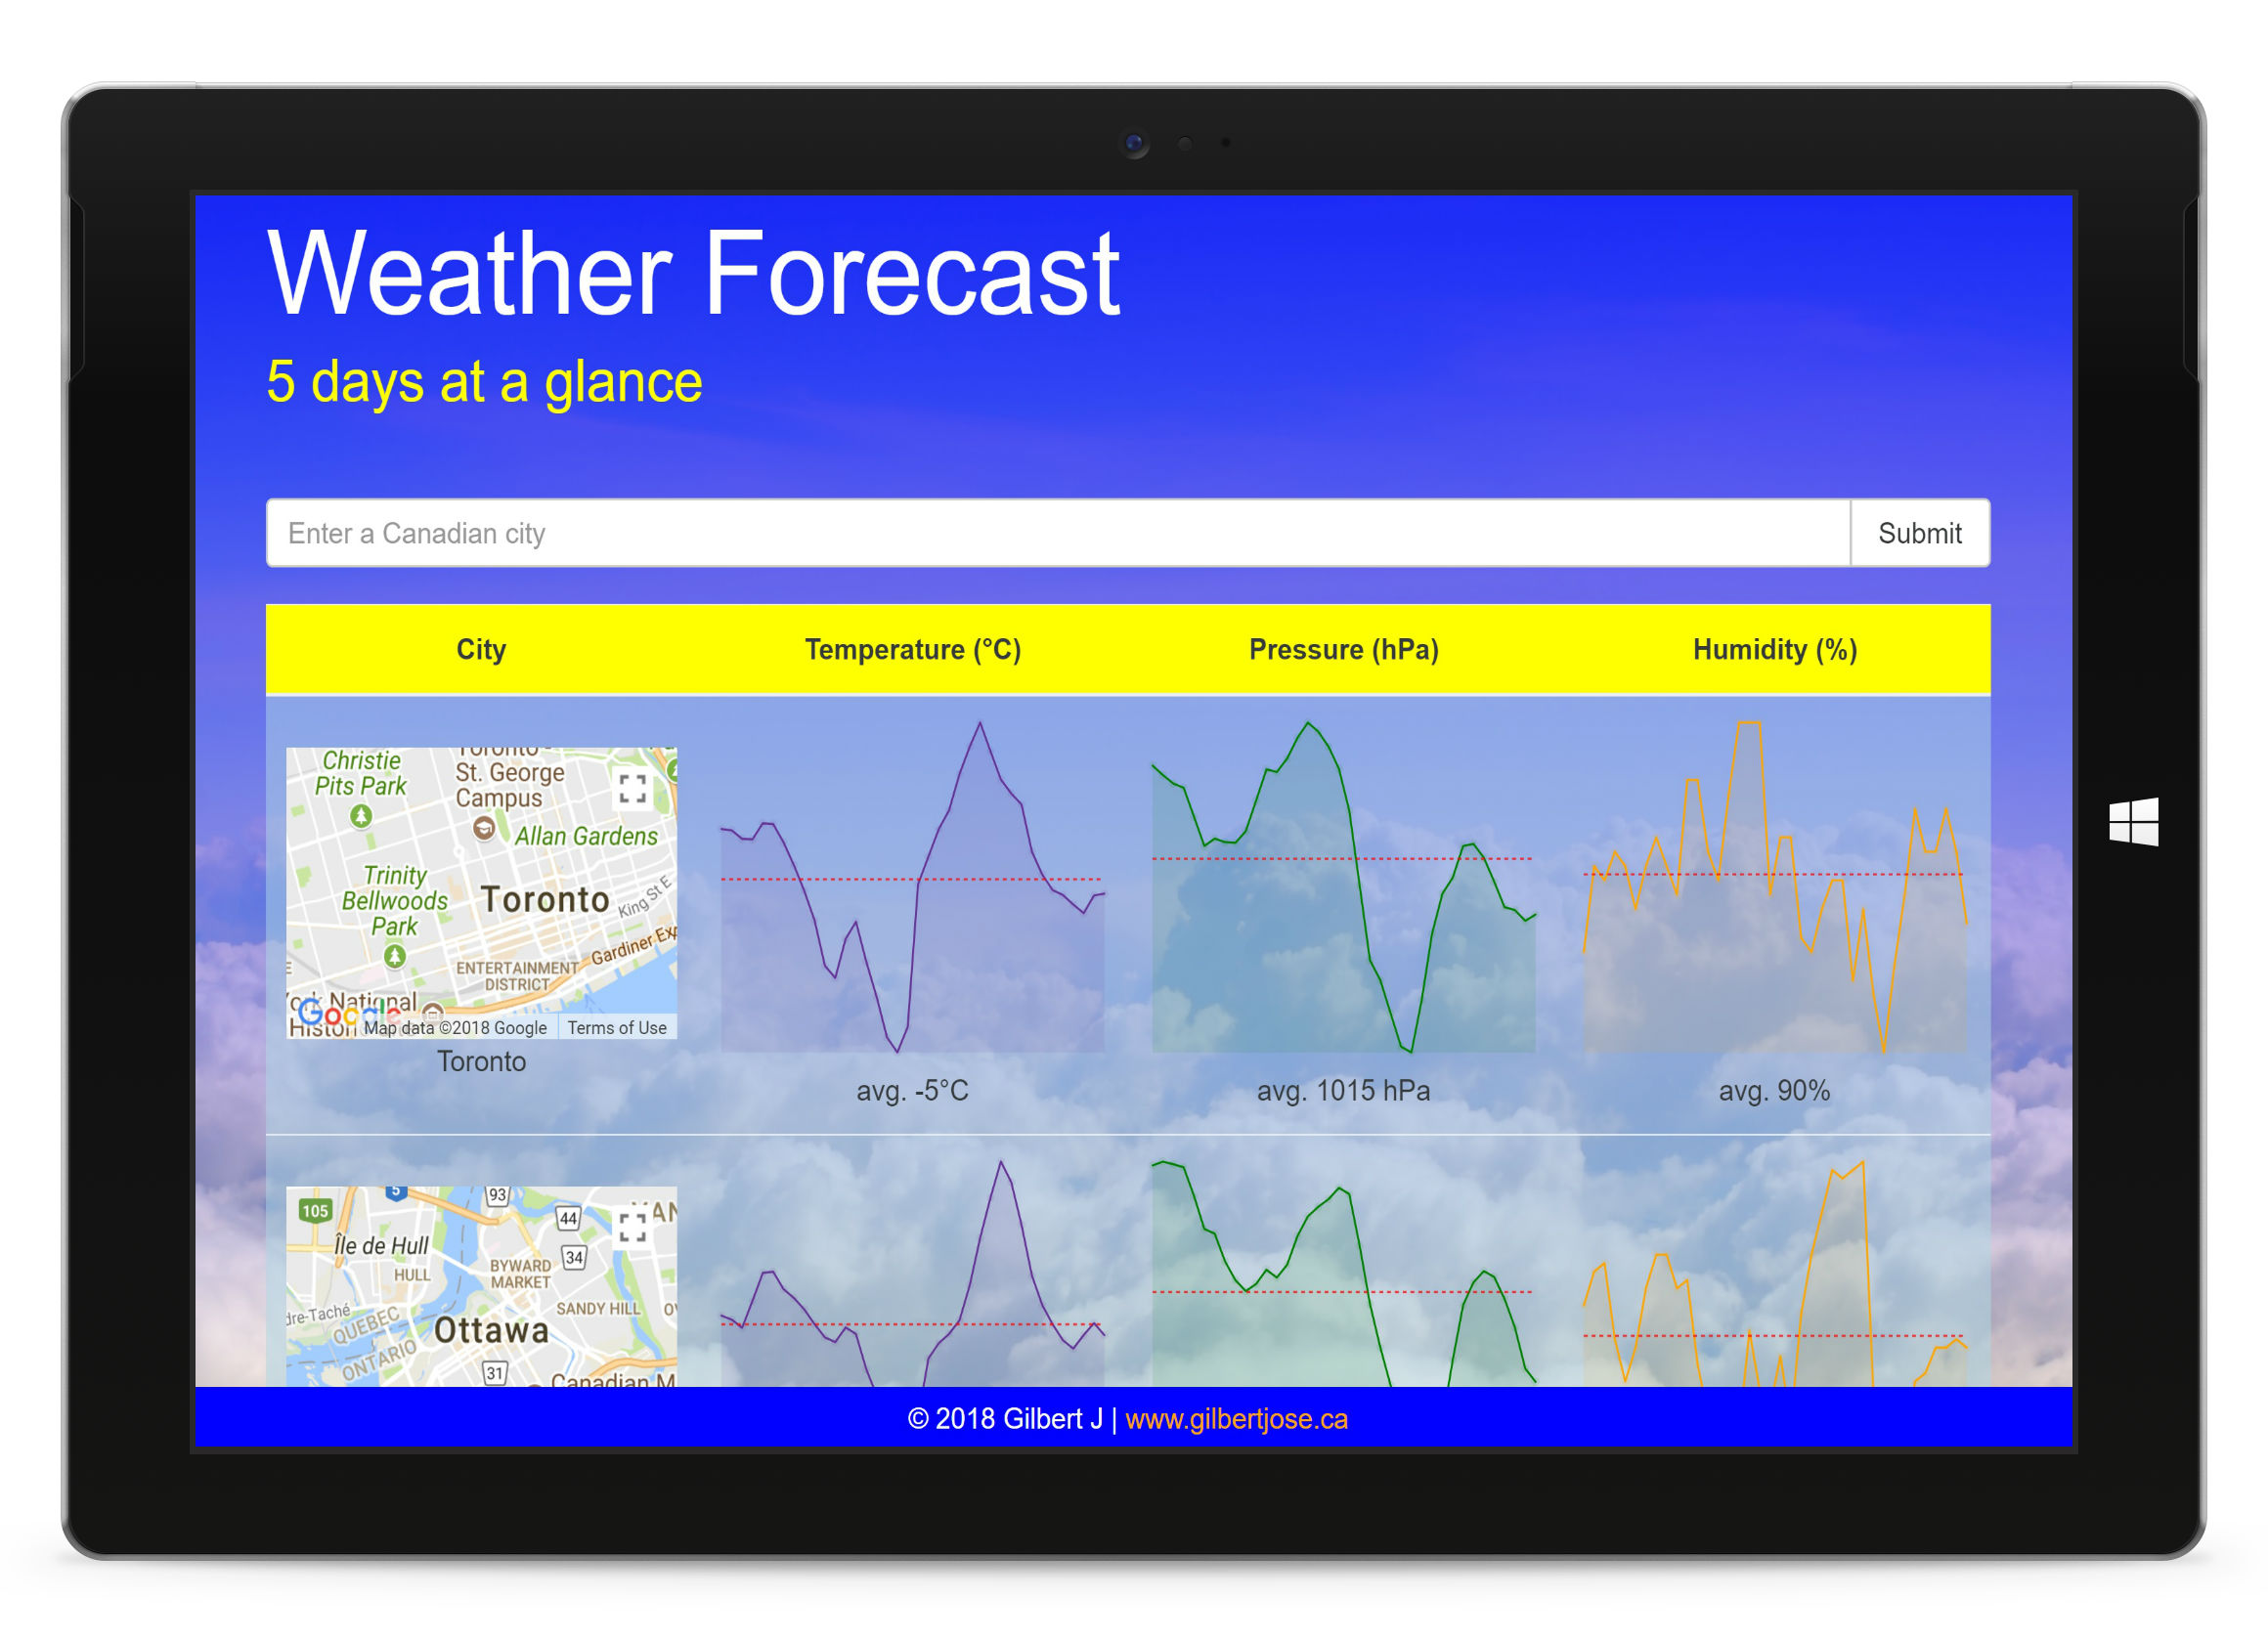 Weather Forecast
5 days at a glance
Enter a Canadian city
Submit
City
Temperature (°C)
Pressure (hPa)
Humidity (%)
Christie
Pits Park
St. George
Campus
Allan Gardens
Trinity
Bellwoods
Park
Toronto
King St E
Gardiner Exp
ENTERTAINMENT
DISTRICT
National
Google
Map data ©2018 Google
Terms of Use
Toronto
avg. -5°C
avg. 1015 hPa
avg. 90%
5
93
105
44
Île de Hull
34
HULL
BYWARD
MARKET
SANDY HILL
dre-Taché
QUEBEC
ONTARIO
Ottawa
31
Canadian M
© 2018 Gilbert J | www.gilbertjose.ca